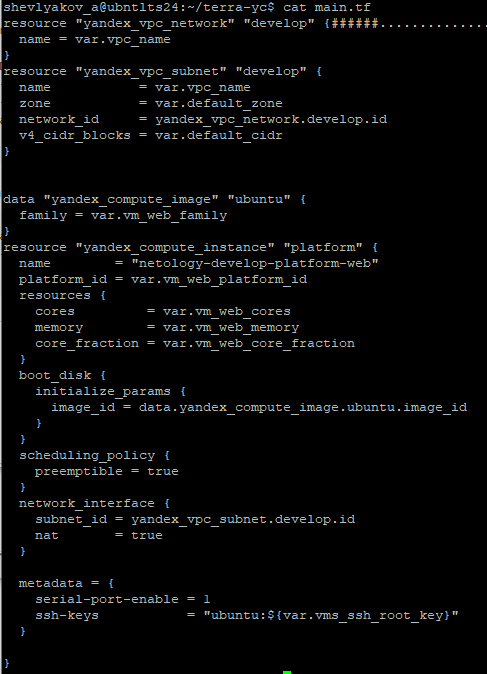 shevlyakov_a@ubntlts24:~/terra-yc$ cat main.tf
resource "yandex_vpc_network" "develop" {######..............
  name = var.vpc_name
}
resource "yandex_vpc_subnet" "develop" {
  name           = var.vpc_name
  zone           = var.default_zone
  network_id     = yandex_vpc_network.develop.id
  v4_cidr_blocks = var.default_cidr
}
data "yandex_compute_image" "ubuntu" {
  family = var.vm_web_family
}
resource "yandex_compute_instance" "platform" {
  name        = "netology-develop-platform-web"
  platform_id = var.vm_web_platform_id
  resources {
    cores         = var.vm_web_cores
    memory        = var.vm_web_memory
    core_fraction = var.vm_web_core_fraction
  }
  boot_disk {
    initialize_params {
      image_id = data.yandex_compute_image.ubuntu.image_id
    }
  }
  scheduling_policy {
    preemptible = true
  }
  network_interface {
    subnet_id = yandex_vpc_subnet.develop.id
    nat       = true
  }
  metadata = {
    serial-port-enable = 1
    ssh-keys           = "ubuntu:${var.vms_ssh_root_key}"
  }
}